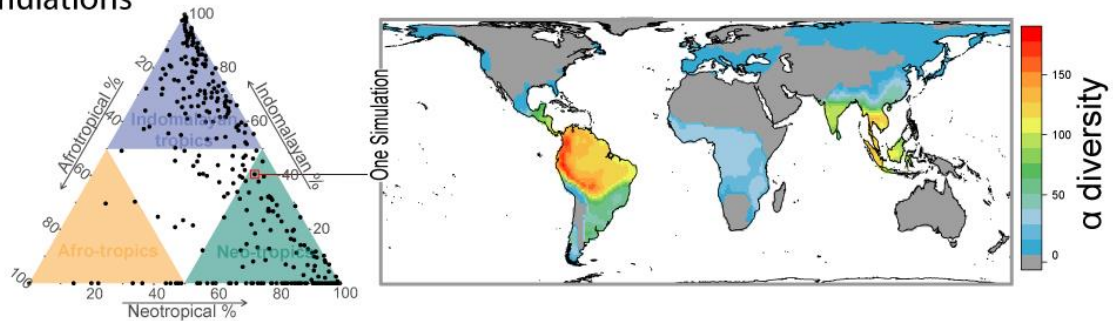 nulations
100
20
80
Afrotropical %
Indomalayan %
40
Indomalayan
tropics
60
60
40
80
20
Afro-tropics
Neo-tropics
100
20
40
60
80
100
Neotropical %
One Simulation
150
100
50
0
α diversity